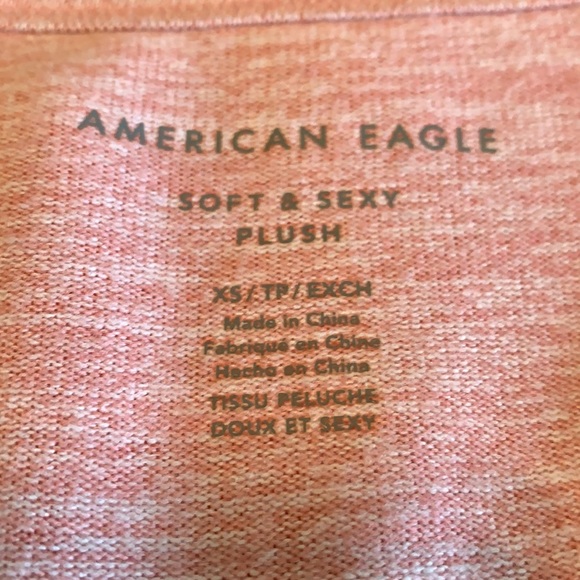 AMERICAN EAGLE
SOFT & SEXY
PLUSH
XS / TP / EXCH
Made in China
Fabriqué en Chine
Hecho en China
TISSU PELUCHE
DOUX ET SEXY